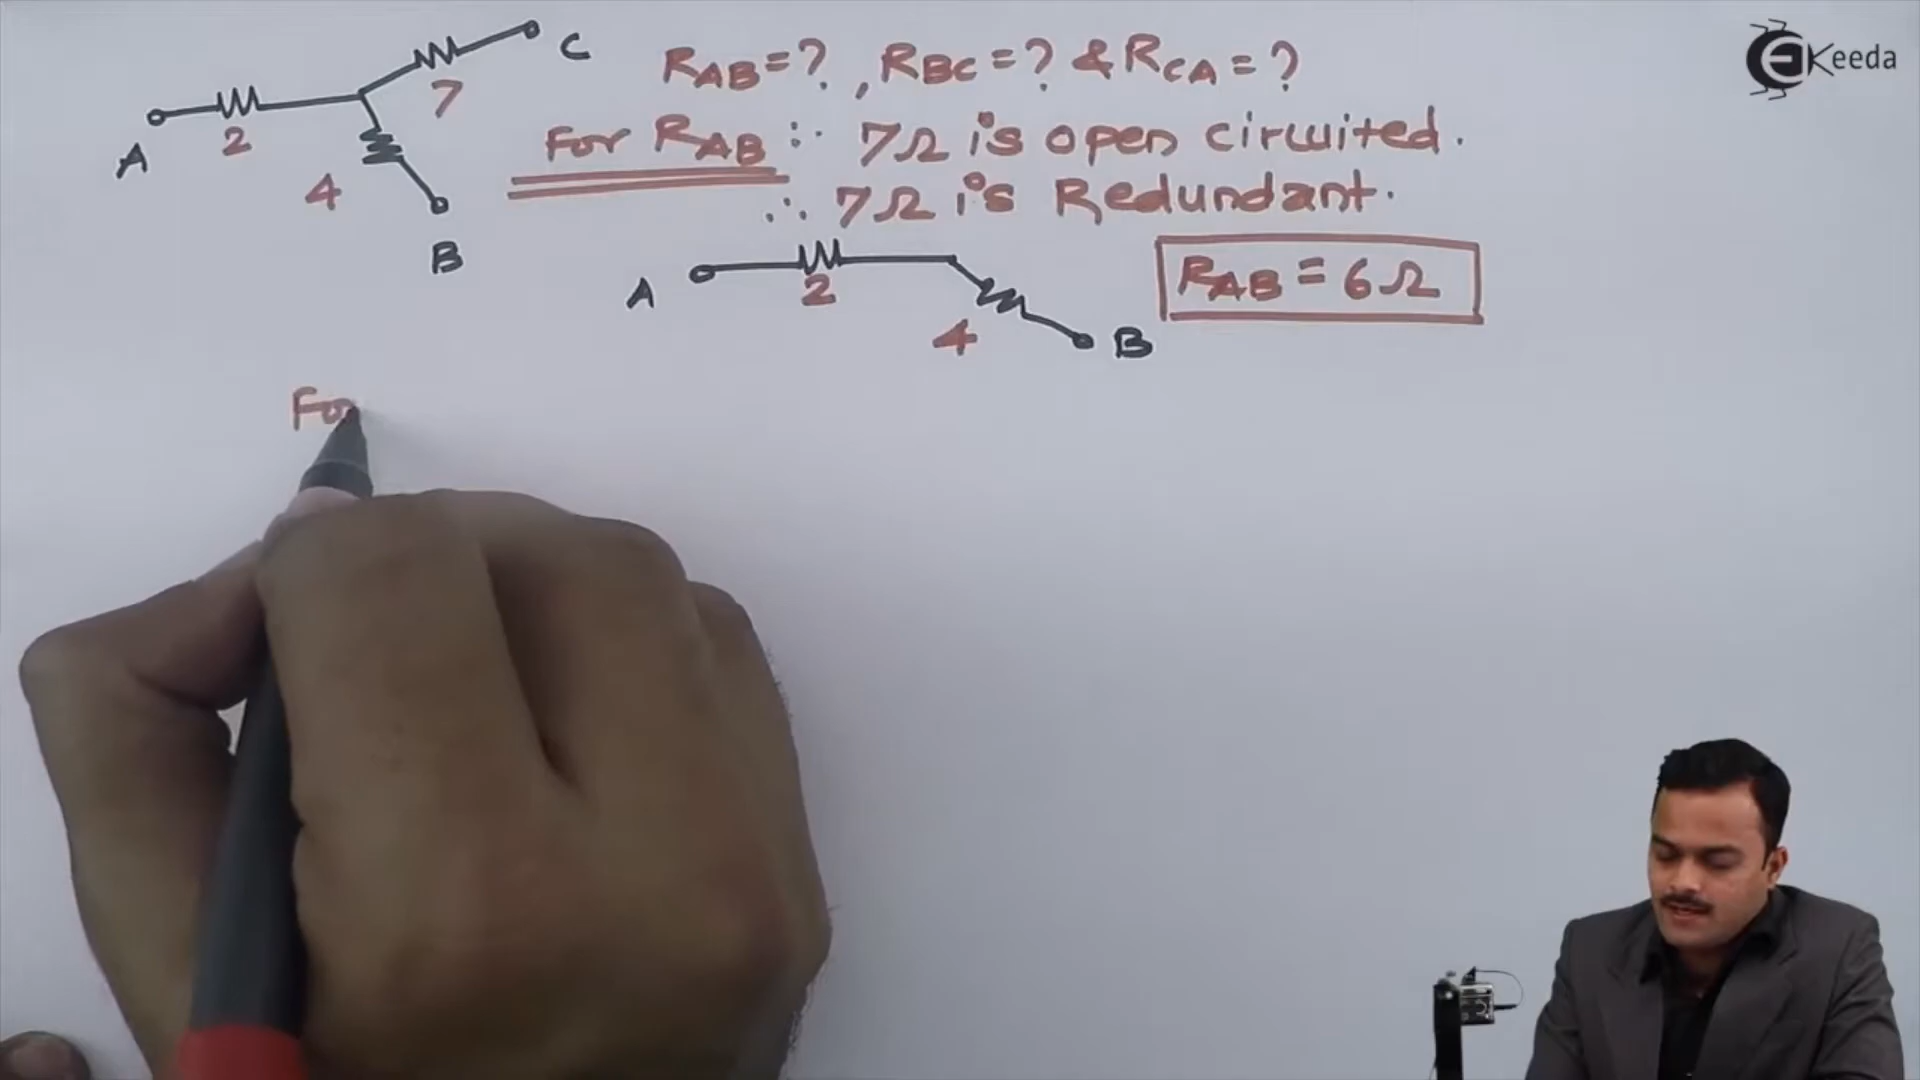 C
RAB=?, RBC=? & RCA=?
A
2
7
4
B
For RAB ∵ 7Ω is open circuited.
∴ 7Ω is Redundant.
A
2
4
B
RAB = 6Ω
Fo
EKeeda